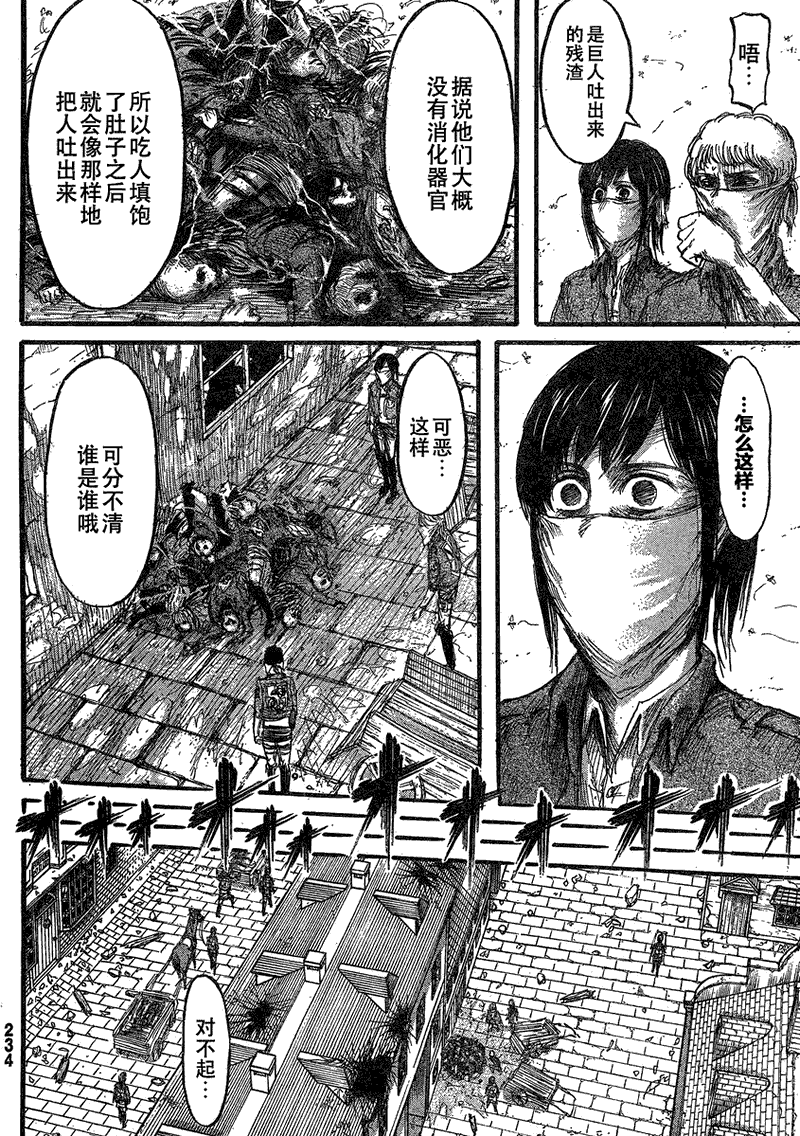 唔…
是巨人吐出来
的残渣
据说他们大概
没有消化器官
所以吃人填饱
了肚子之后
就会像那样地
把人吐出来
…怎么这样…
可恶…
这样
可分不清
谁是谁哦
对
不起…
234